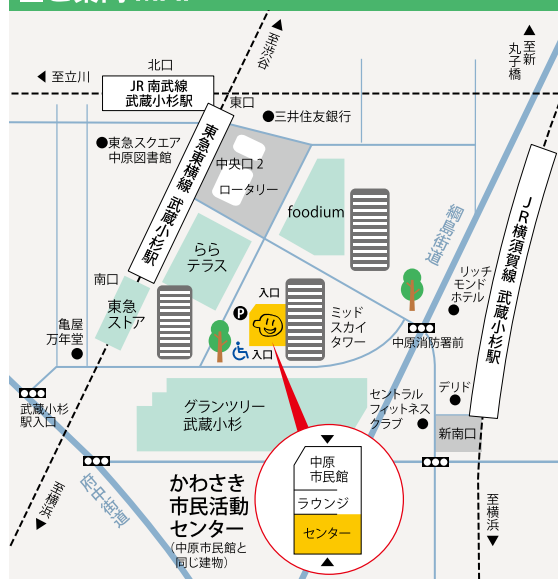 至渋谷
至新
丸子橋
北口
至立川
JR 南武線
武蔵小杉駅
東口
三井住友銀行
東急スクエア
中原図書館
東急東横線 武蔵小杉駅
中央口 2
ロータリー
foodium
綱島街道
JR横須賀線 武蔵小杉駅
らら
テラス
南口
東急
ストア
入口
P
ミッド
スカイ
タワー
リッチ
モンド
ホテル
亀屋
万年堂
入口
中原消防署前
武蔵小杉
駅入口
グランツリー
武蔵小杉
セントラル
フィットネス
クラブ
デリド
新南口
中原
市民館
ラウンジ
センター
かわさき
市民活動
センター
(中原市民館と
同じ建物)
府中街道
至横浜
至横浜